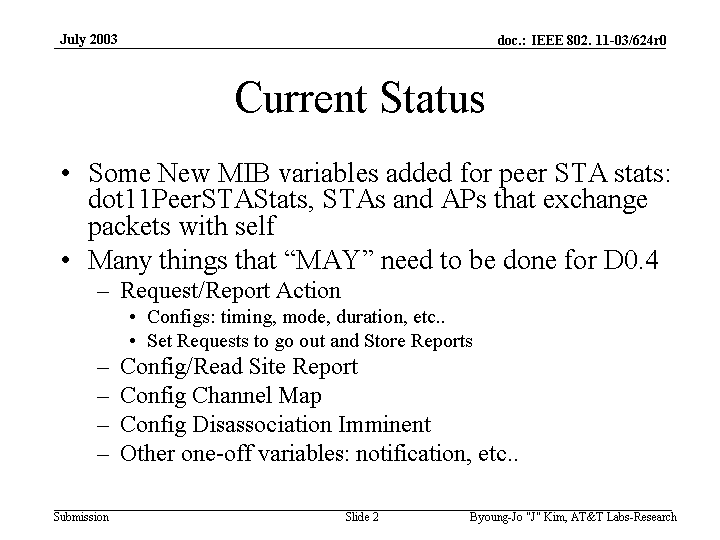 July 2003
doc.: IEEE 802. 11-03/624r0
Current Status
• Some New MIB variables added for peer STA stats:
dot11Peer.STAStats, STAs and APs that exchange
packets with self
• Many things that “MAY” need to be done for D0.4
– Request/Report Action
• Configs: timing, mode, duration, etc. .
• Set Requests to go out and Store Reports
– Config/Read Site Report
– Config Channel Map
– Config Disassociation Imminent
– Other one-off variables: notification, etc. .
Submission
Slide 2
Byoung-Jo "J" Kim, AT&T Labs-Research